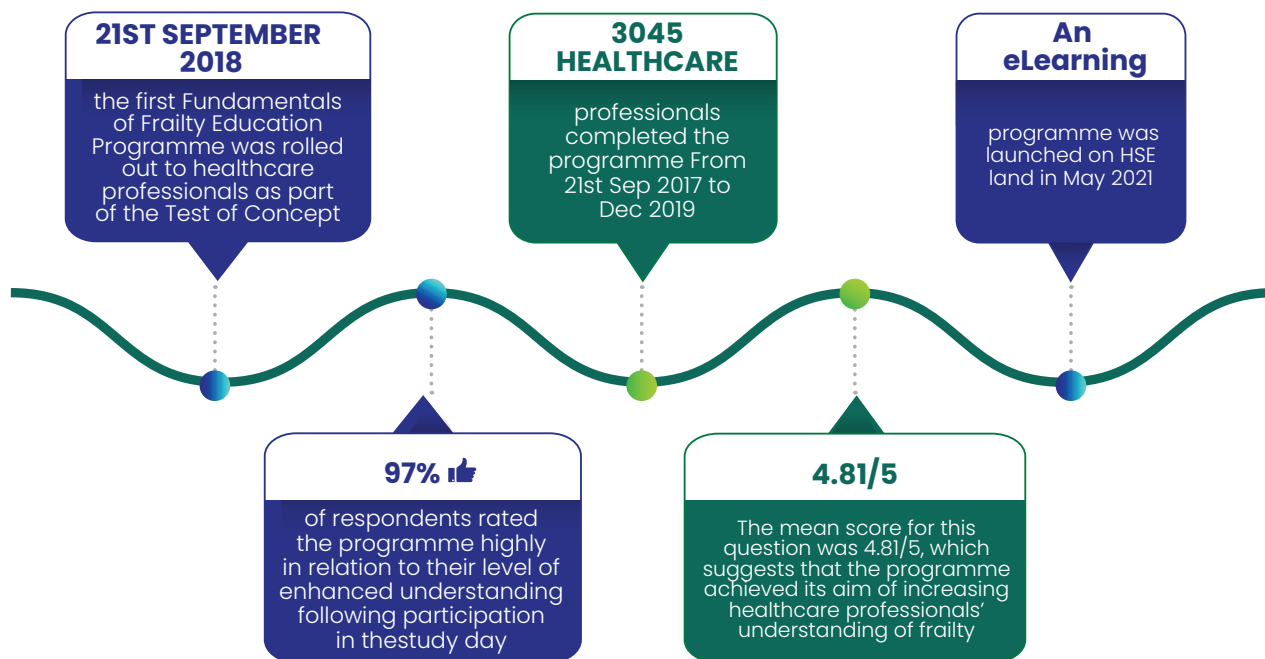 21ST SEPTEMBER
2018
the first Fundamentals
of Frailty Education
Programme was rolled
out to healthcare
professionals as part
of the Test of Concept
97%
of respondents rated
the programme highly
in relation to their level of
enhanced understanding
following participation
in thestudy day
3045
HEALTHCARE
professionals
completed the
programme From
21st Sep 2017 to
Dec 2019
4.81/5
The mean score for this
question was 4.81/5, which
suggests that the programme
achieved its aim of increasing
healthcare professionals’
understanding of frailty
An
eLearning
programme was
launched on HSE
land in May 2021